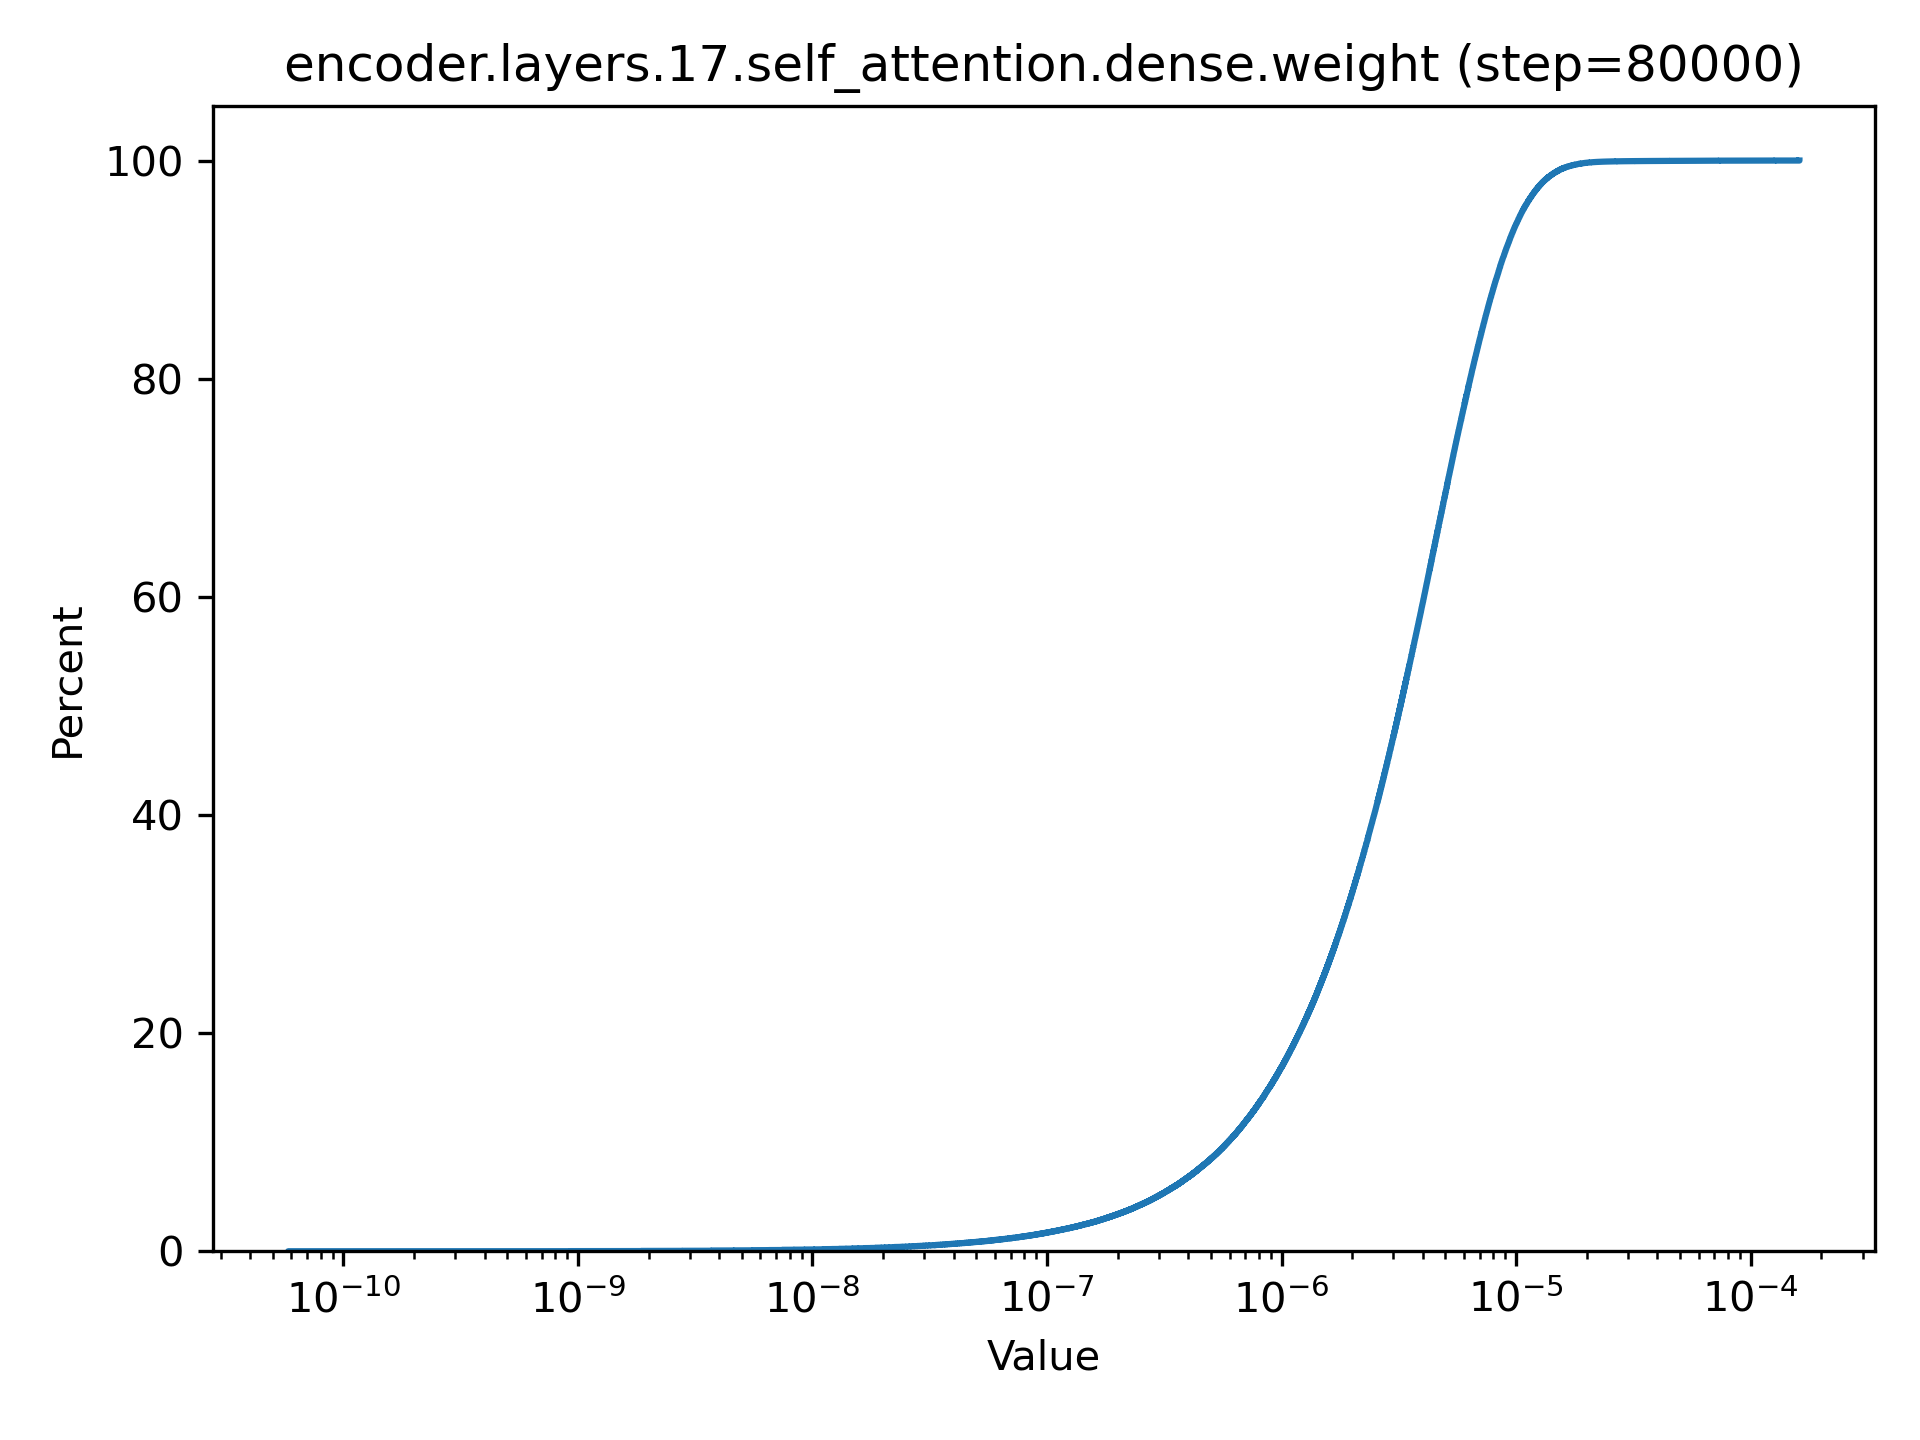 encoder.layers.17.self_attention.dense.weight (step=80000)
100
80
60
40
20
0
Percent
10⁻¹⁰ 10⁻⁹ 10⁻⁸ 10⁻⁷ 10⁻⁶ 10⁻⁵ 10⁻⁴
Value